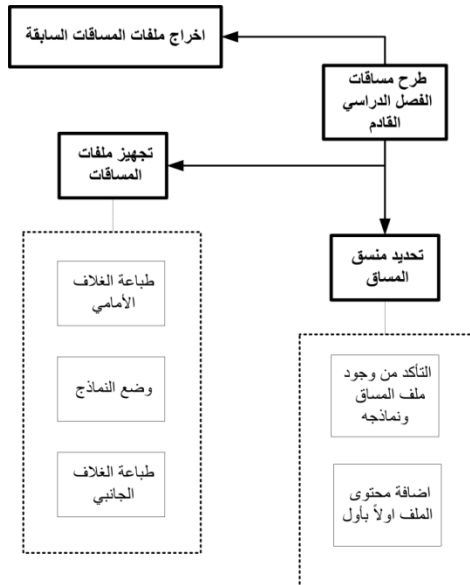 اخراج ملفات المساقات السابقة
طرح مساقات
الفصل الدراسي
القادم
تجهيز ملفات
المساقات
تحديد منسق
المساق
طباعة الغلاف
الأمامي
وضع النماذج
طباعة الغلاف
الجانبي
التأكد من وجود
ملف المساق
ونماذجه
اضافة محتوى
الملف اولاً بأول